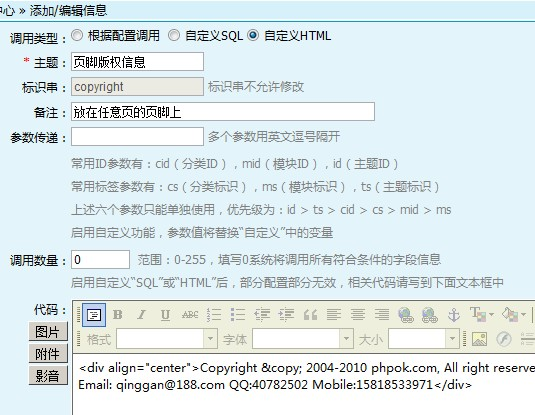 中心 » 添加/编辑信息
调用类型： 根据配置调用 自定义SQL 自定义HTML
* 主题： 页脚版权信息
标识串： copyright 标识串不允许修改
备注： 放在任意页的页脚上
参数传递： 多个参数用英文逗号隔开
常用ID参数有：cid（分类ID），mid（模块ID），id（主题ID）
常用标签参数有：cs（分类标识），ms（模块标识），ts（主题标识）
上述六个参数只能单独使用，优先级为：id > ts > cid > cs > mid > ms
启用自定义功能，参数值将替换“自定义”中的变量
调用数量： 0 范围：0-255，填写0系统将调用所有符合条件的字段信息
启用自定义“SQL”或“HTML”后，部分配置部分无效，相关代码请写到下面文本框中
代码：
B I U ABC
图片 格式 字体 大小
附件
影音
<div align="center">Copyright &copy; 2004-2010 phpok.com, All right reserve
Email: qinggan@188.com QQ:40782502 Mobile:15818533971</div>